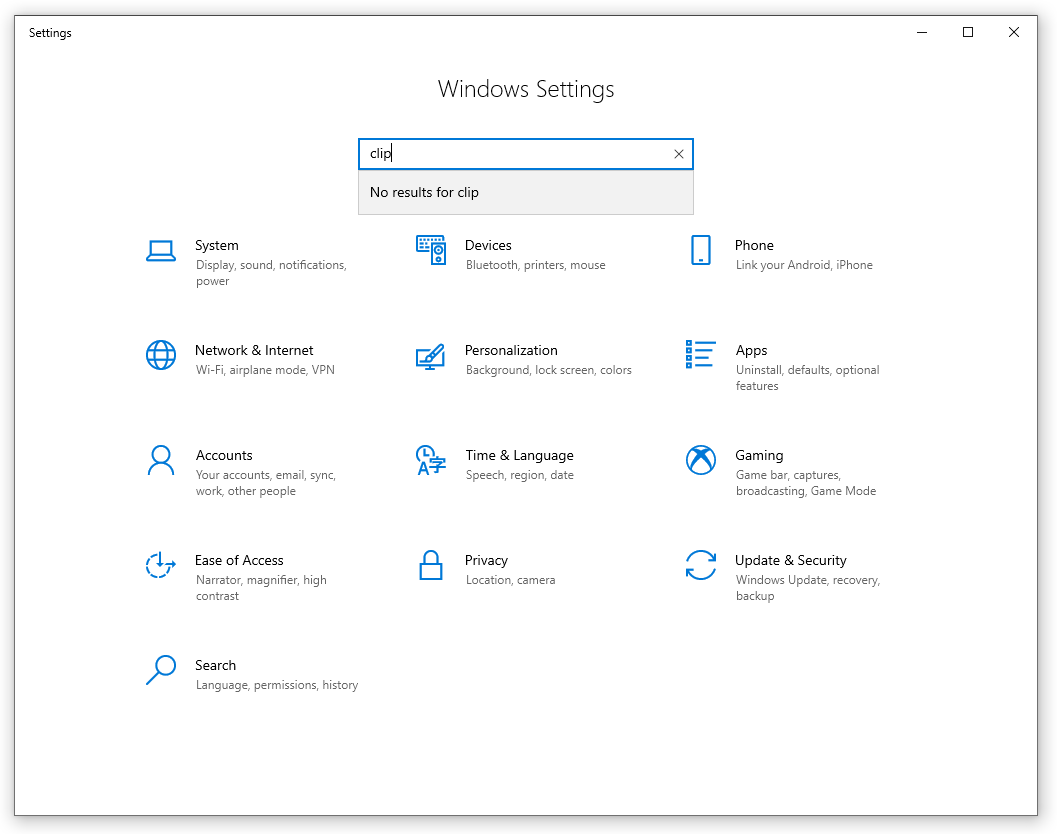 Settings
Windows Settings
clip
No results for clip
System
Display, sound, notifications,
power
Devices
Bluetooth, printers, mouse
Phone
Link your Android, iPhone
Network & Internet
Wi-Fi, airplane mode, VPN
Personalization
Background, lock screen, colors
Apps
Uninstall, defaults, optional
features
Accounts
Your accounts, email, sync,
work, other people
Time & Language
Speech, region, date
Gaming
Game bar, captures,
broadcasting, Game Mode
Ease of Access
Narrator, magnifier, high
contrast
Privacy
Location, camera
Update & Security
Windows Update, recovery,
backup
Search
Language, permissions, history